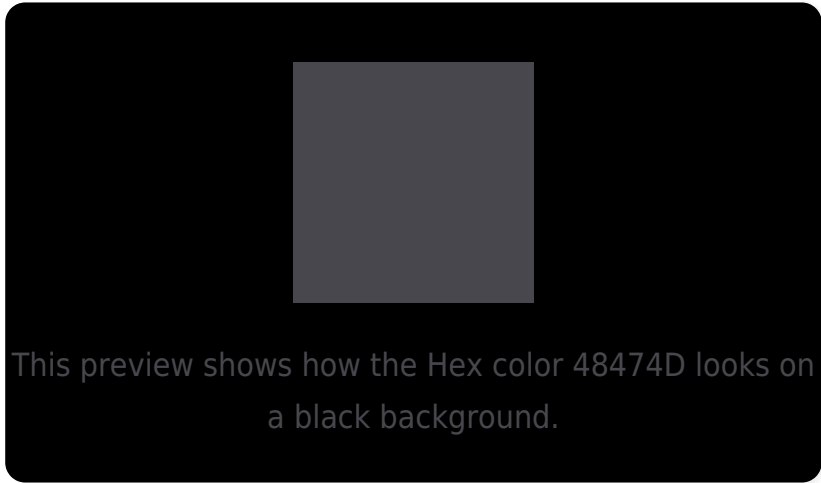 This preview shows how the Hex color 48474D looks on
a black background.